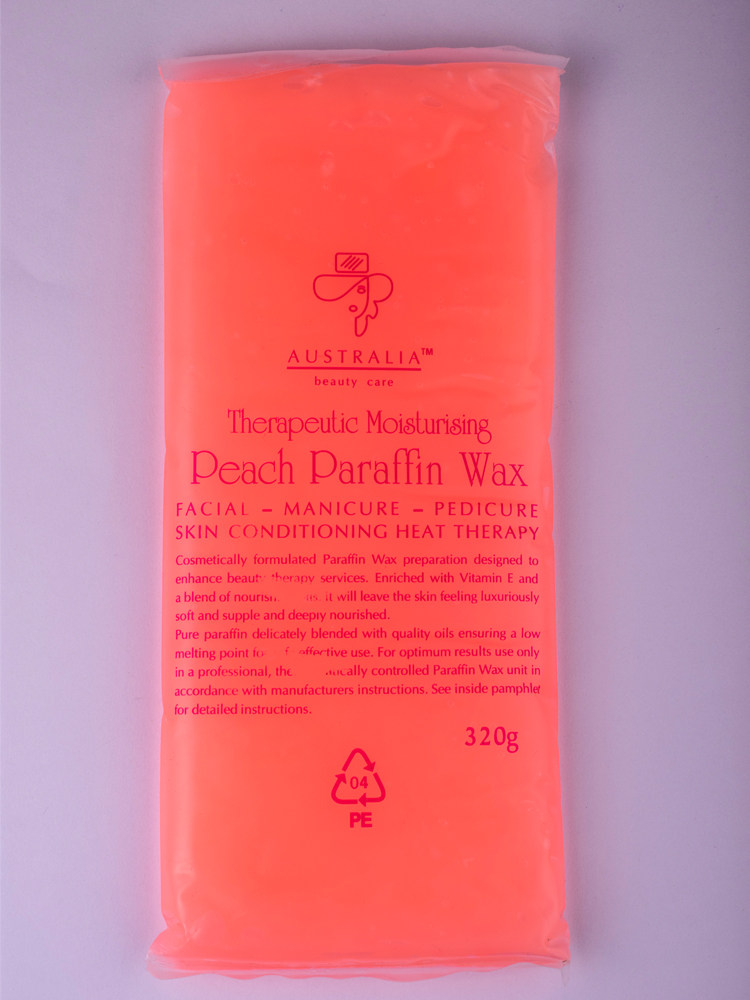 AUSTRALIA™
beauty care
Therapeutic Moisturising
Peach Paraffin Wax
FACIAL – MANICURE – PEDICURE
SKIN CONDITIONING HEAT THERAPY
Cosmetically formulated Paraffin Wax preparation designed to
enhance beauty therapy services. Enriched with Vitamin E and
a blend of it will leave the skin feeling luxuriously
soft and supple and deeply nourished.
Pure paraffin delicately blended with quality oils ensuring a low
melting point effective use. For optimum results use only
in a professional, controlled Paraffin Wax unit in
accordance with manufacturers instructions. See inside pamphlet
for detailed instructions.
320g
04
PE